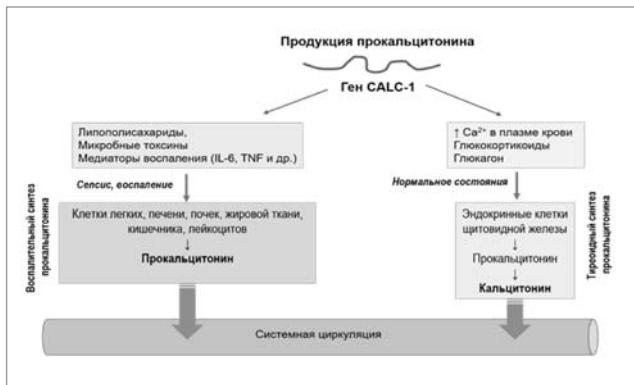 Продукция прокальцитонина
Ген CALC-1
Липополисахариды,
Микробные токсины
Медиаторы воспаления (IL-6, TNF и др.)
↑ Ca²⁺ в плазме крови
Глюкокортикоиды
Глюкагон
Сепсис, воспаление
Нормальное состояния
Воспалительный синтез
прокальцитонина
Клетки легких, печени, почек, жировой ткани,
кишечника, лейкоцитов
↓
Прокальцитонин
Эндокринные клетки
щитовидной железы
↓
Прокальцитонин
↓
Кальцитонин
Тиреоидный синтез
прокальцитонина
Системная циркуляция